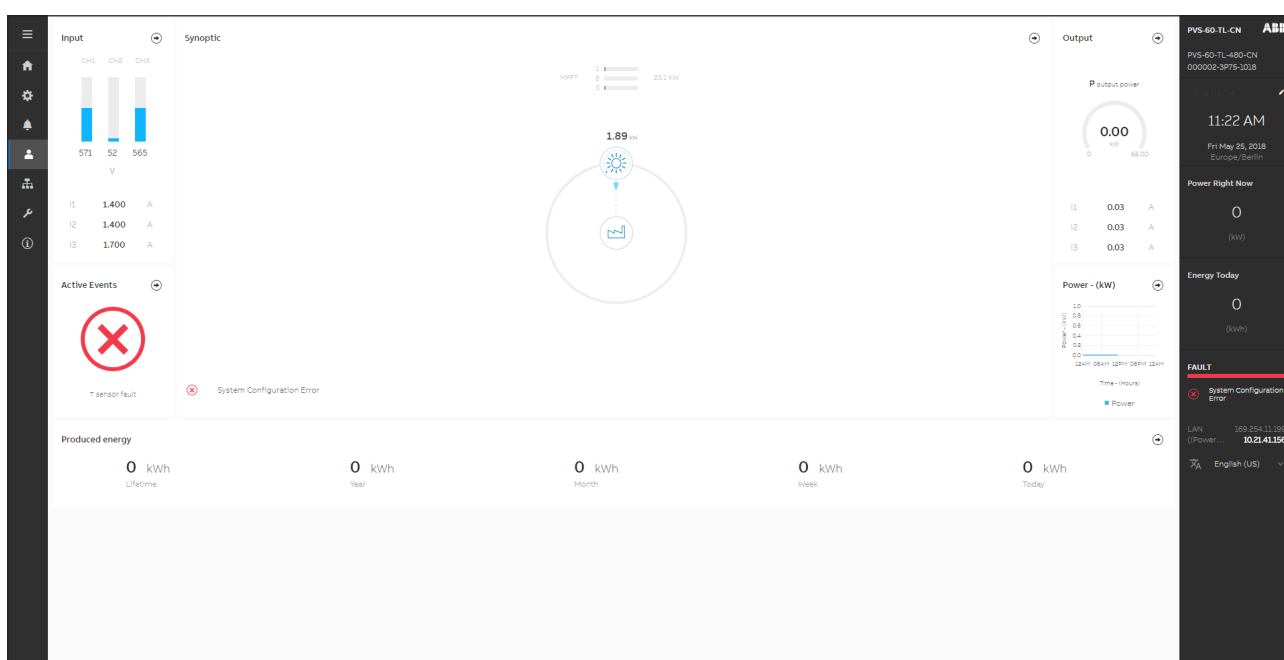 Input
CH1 CH2 CH3
571 52 565
V
I1 1.400 A
I2 1.400 A
I3 1.700 A
Active Events
T sensor fault
Synoptic
MPPT
1
2
3
23.1 kW
1.89 kW
System Configuration Error
Output
P output power
0.00
kW
0 66.00
I1 0.03 A
I2 0.03 A
I3 0.03 A
Power - (kW)
Power - (kW)
1.0
0.8
0.6
0.4
0.2
0.0
12AM 06AM 12PM 06PM 12AM
Time - (Hours)
Power
Produced energy
0 kWh
Lifetime
0 kWh
Year
0 kWh
Month
0 kWh
Week
0 kWh
Today
PVS-60-TL-CN ABB
PVS-60-TL-480-CN
000002-3P75-1018
11:22 AM
Fri May 25, 2018
Europe/Berlin
Power Right Now
0
(kW)
Energy Today
0
(kWh)
FAULT
System Configuration
Error
LAN 169.254.11.199
((Power... 10.21.41.156
English (US)